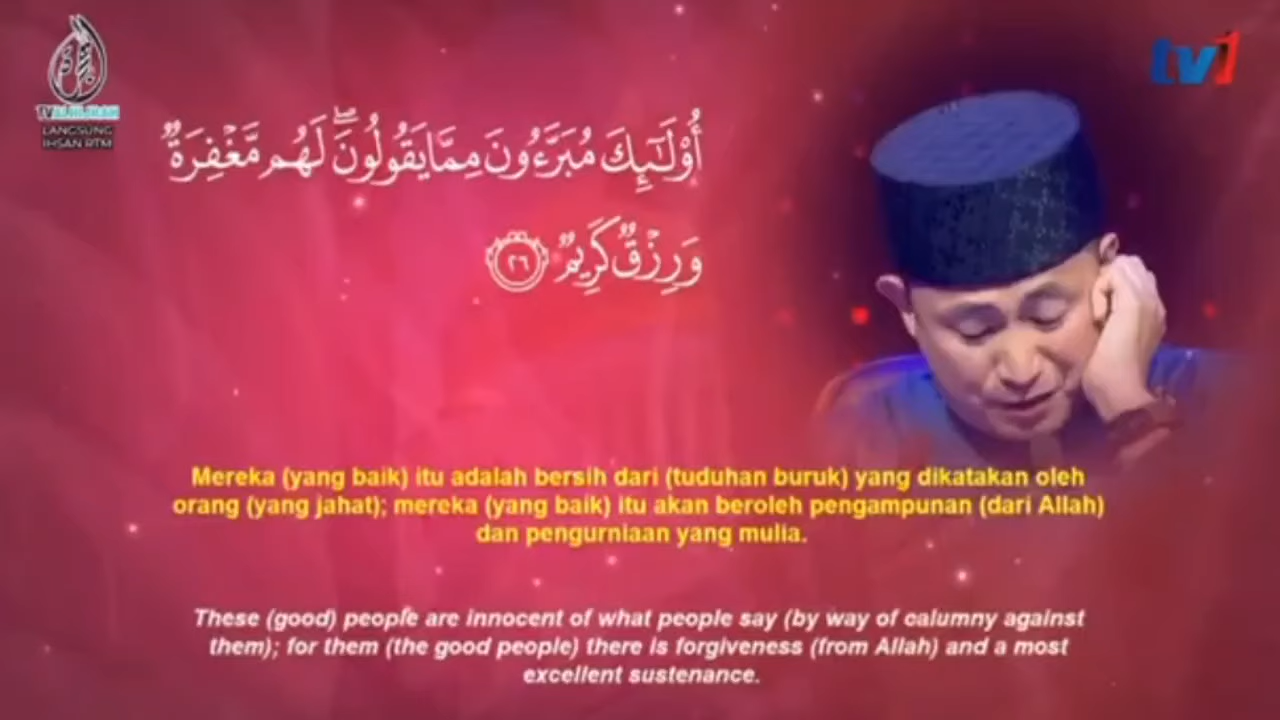 TV ALHIJRAH
LANGSUNG
IHSAN RTM
tv1
أُو۟لَـٰٓئِكَ مُبَرَّءُونَ مِمَّا يَقُولُونَ ۖ لَهُم مَّغْفِرَةٌ
وَرِزْقٌ كَرِيمٌ ٢٦
Mereka (yang baik) itu adalah bersih dari (tuduhan buruk) yang dikatakan oleh
orang (yang jahat); mereka (yang baik) itu akan beroleh pengampunan (dari Allah)
dan pengurniaan yang mulia.
These (good) people are innocent of what people say (by way of calumny against
them); for them (the good people) there is forgiveness (from Allah) and a most
excellent sustenance.